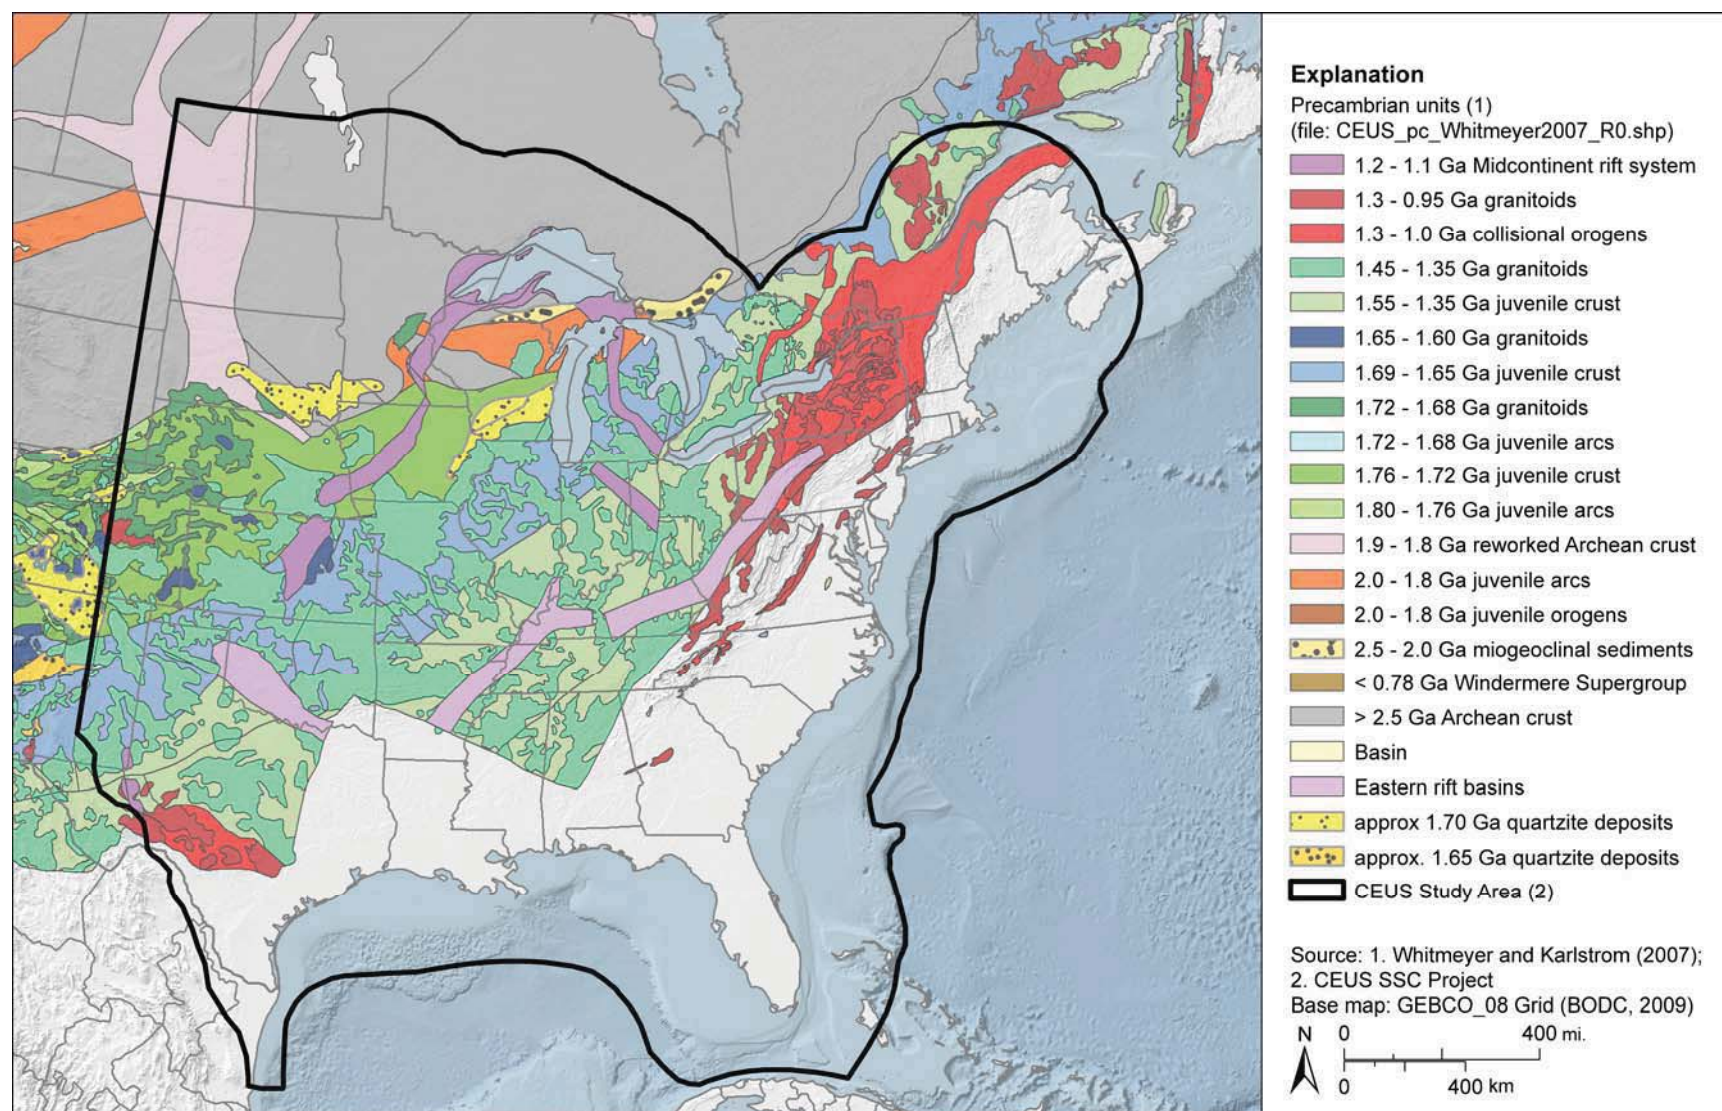 Explanation
Precambrian units (1)
(file: CEUS_pc_Whitmeyer2007_R0.shp)
1.2 - 1.1 Ga Midcontinent rift system
1.3 - 0.95 Ga granitoids
1.3 - 1.0 Ga collisional orogens
1.45 - 1.35 Ga granitoids
1.55 - 1.35 Ga juvenile crust
1.65 - 1.60 Ga granitoids
1.69 - 1.65 Ga juvenile crust
1.72 - 1.68 Ga granitoids
1.72 - 1.68 Ga juvenile arcs
1.76 - 1.72 Ga juvenile crust
1.80 - 1.76 Ga juvenile arcs
1.9 - 1.8 Ga reworked Archean crust
2.0 - 1.8 Ga juvenile arcs
2.0 - 1.8 Ga juvenile orogens
2.5 - 2.0 Ga miogeoclinal sediments
< 0.78 Ga Windermere Supergroup
> 2.5 Ga Archean crust
Basin
Eastern rift basins
approx 1.70 Ga quartzite deposits
approx. 1.65 Ga quartzite deposits
CEUS Study Area (2)
Source: 1. Whitmeyer and Karlstrom (2007);
2. CEUS SSC Project
Base map: GEBCO_08 Grid (BODC, 2009)
N 0 400 mi.
0 400 km